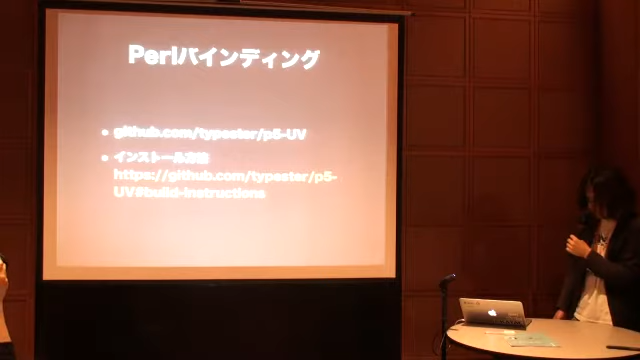 Perlバインディング
• github.com/typester/p5-UV
• インストール方法
https://github.com/typester/p5-
UV#build-instructions